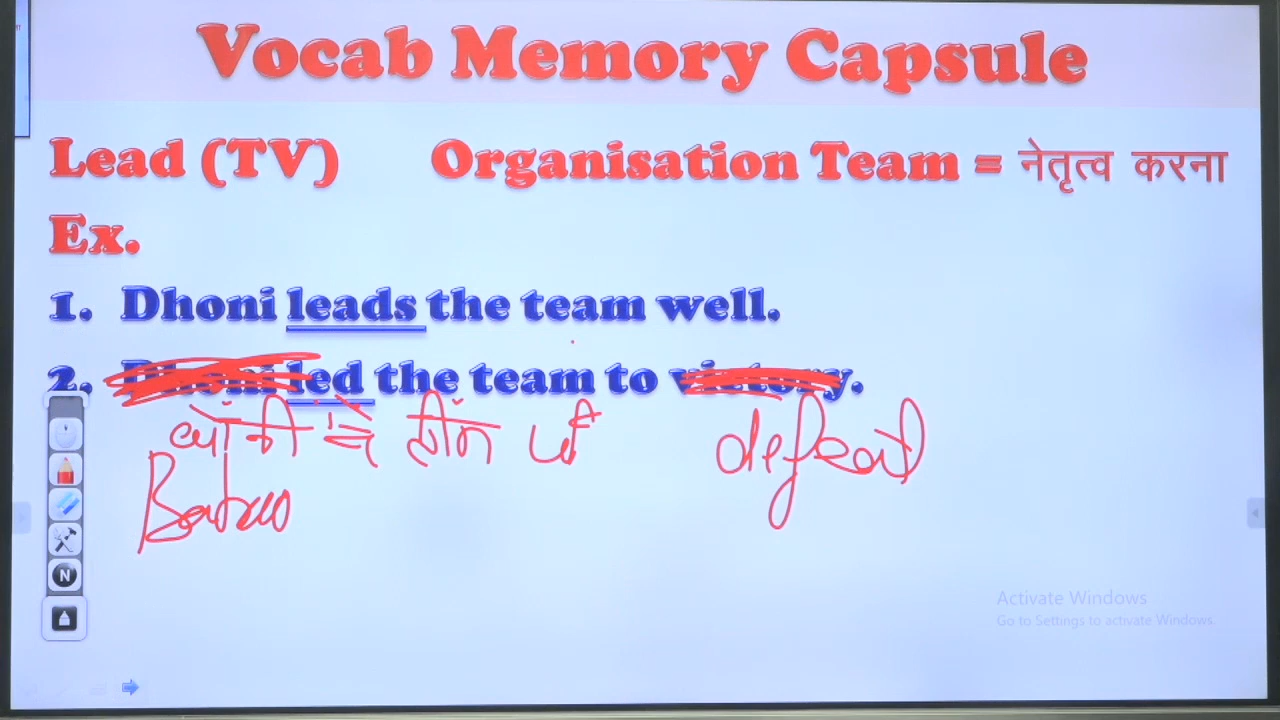 Vocab Memory Capsule
Lead (TV) Organisation Team = नेतृत्व करना
Ex.
1. Dhoni leads the team well.
2. Dhoni led the team to victory.
defeat
N
Activate Windows
Go to Settings to activate Windows.